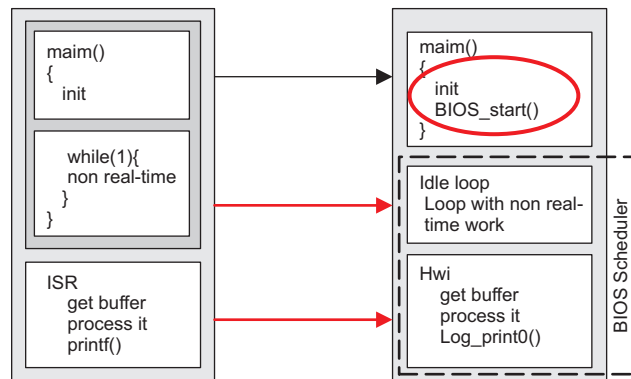 maim()
{
init
while(1){
non real-time
}
}
ISR
get buffer
process it
printf()
maim()
{
init
BIOS_start()
}
Idle loop
Loop with non real-
time work
Hwi
get buffer
process it
Log_print0()
BIOS Scheduler